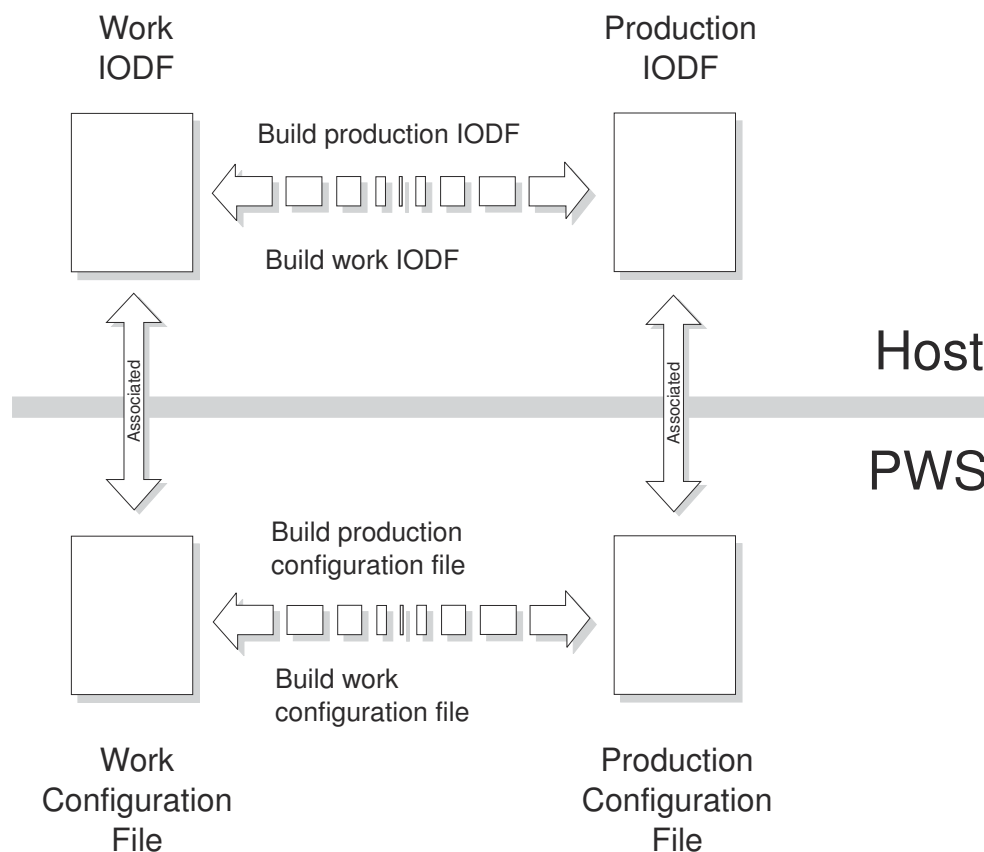 Work
IODF
Production
IODF
Build production IODF
Build work IODF
Associated
Associated
Host
PWS
Build production
configuration file
Build work
configuration file
Work
Configuration
File
Production
Configuration
File